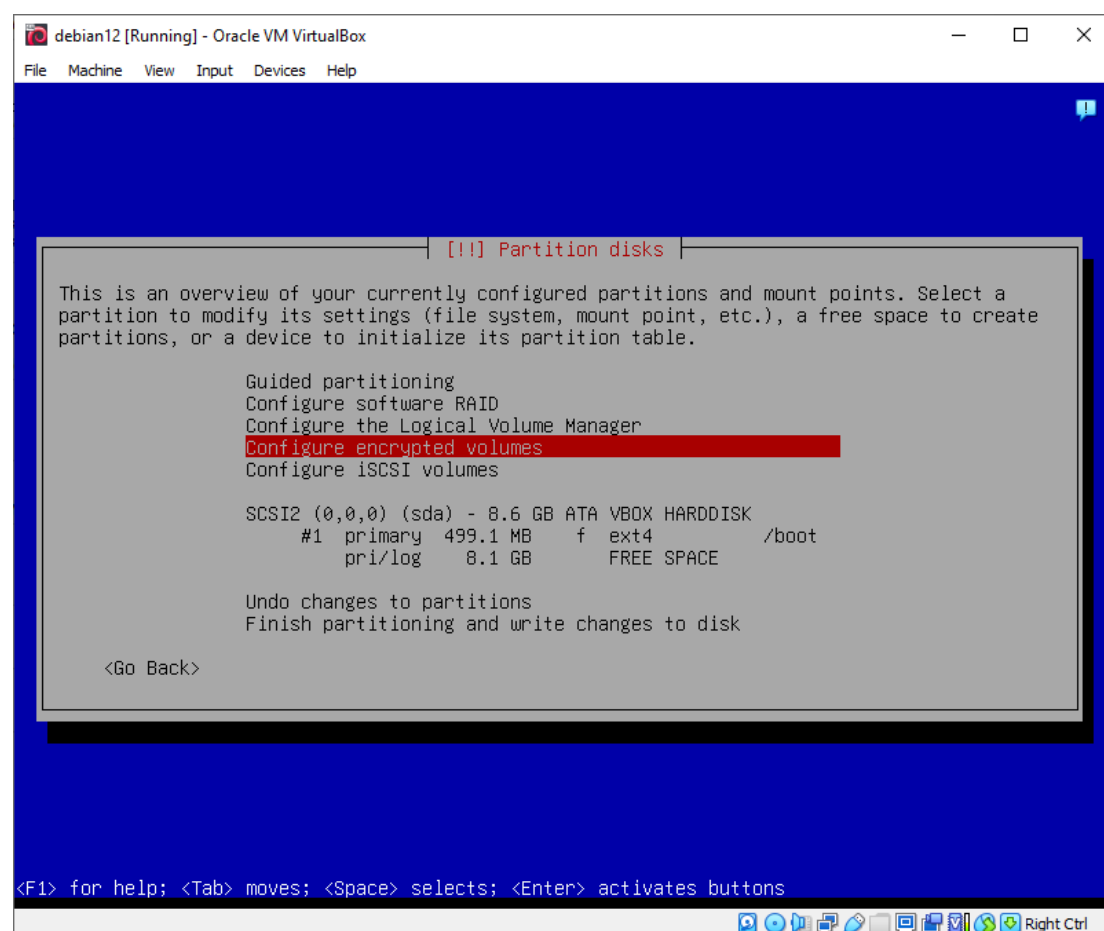 debian12 [Running] - Oracle VM VirtualBox
File Machine View Input Devices Help
[!!] Partition disks
This is an overview of your currently configured partitions and mount points. Select a
partition to modify its settings (file system, mount point, etc.), a free space to create
partitions, or a device to initialize its partition table.
Guided partitioning
Configure software RAID
Configure the Logical Volume Manager
Configure encrypted volumes
Configure iSCSI volumes
SCSI2 (0,0,0) (sda) - 8.6 GB ATA VBOX HARDDISK
#1 primary 499.1 MB f ext4 /boot
pri/log 8.1 GB FREE SPACE
Undo changes to partitions
Finish partitioning and write changes to disk
<Go Back>
<F1> for help; <Tab> moves; <Space> selects; <Enter> activates buttons
Right Ctrl